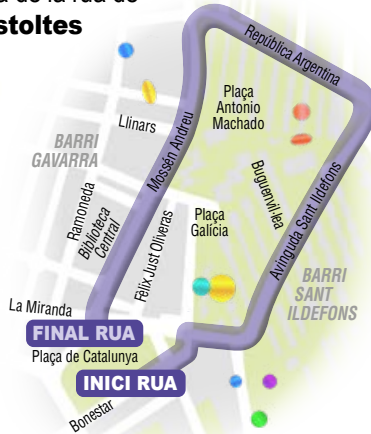 a de la rua de
stoltes
República Argentina
Plaça
Antonio
Machado
Llinars
BARRI
GAVARRA
Mossén Andreu
Buguenvil·lea
Avinguda Sant Ildefons
Ramoneda
Biblioteca
Central
Fèlix Just Oliveras
Plaça
Galícia
BARRI
SANT
ILDEFONS
La Miranda
FINAL RUA
Plaça de Catalunya
INICI RUA
Bonestar